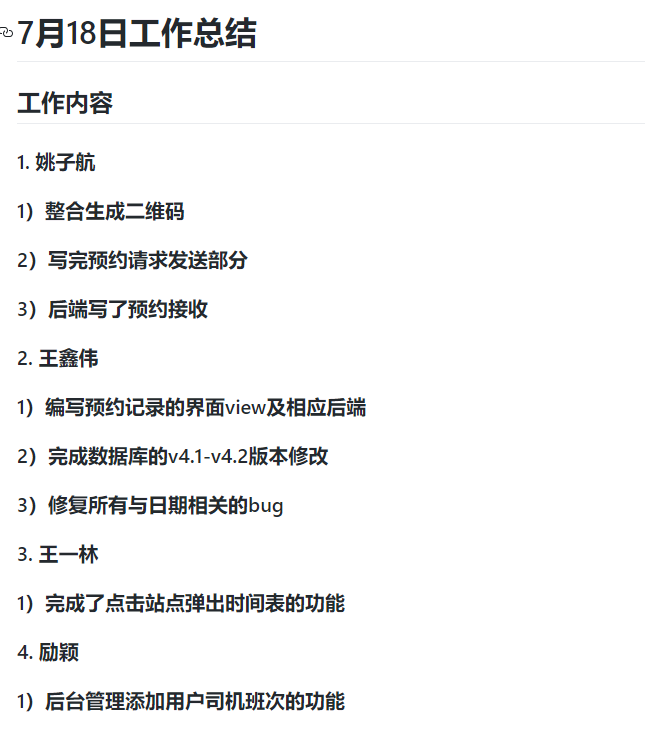 7月18日工作总结
工作内容
1. 姚子航
1）整合生成二维码
2）写完预约请求发送部分
3）后端写了预约接收
2. 王鑫伟
1）编写预约记录的界面view及相应后端
2）完成数据库的v4.1-v4.2版本修改
3）修复所有与日期相关的bug
3. 王一林
1）完成了点击站点弹出时间表的功能
4. 励颖
1）后台管理添加用户司机班次的功能